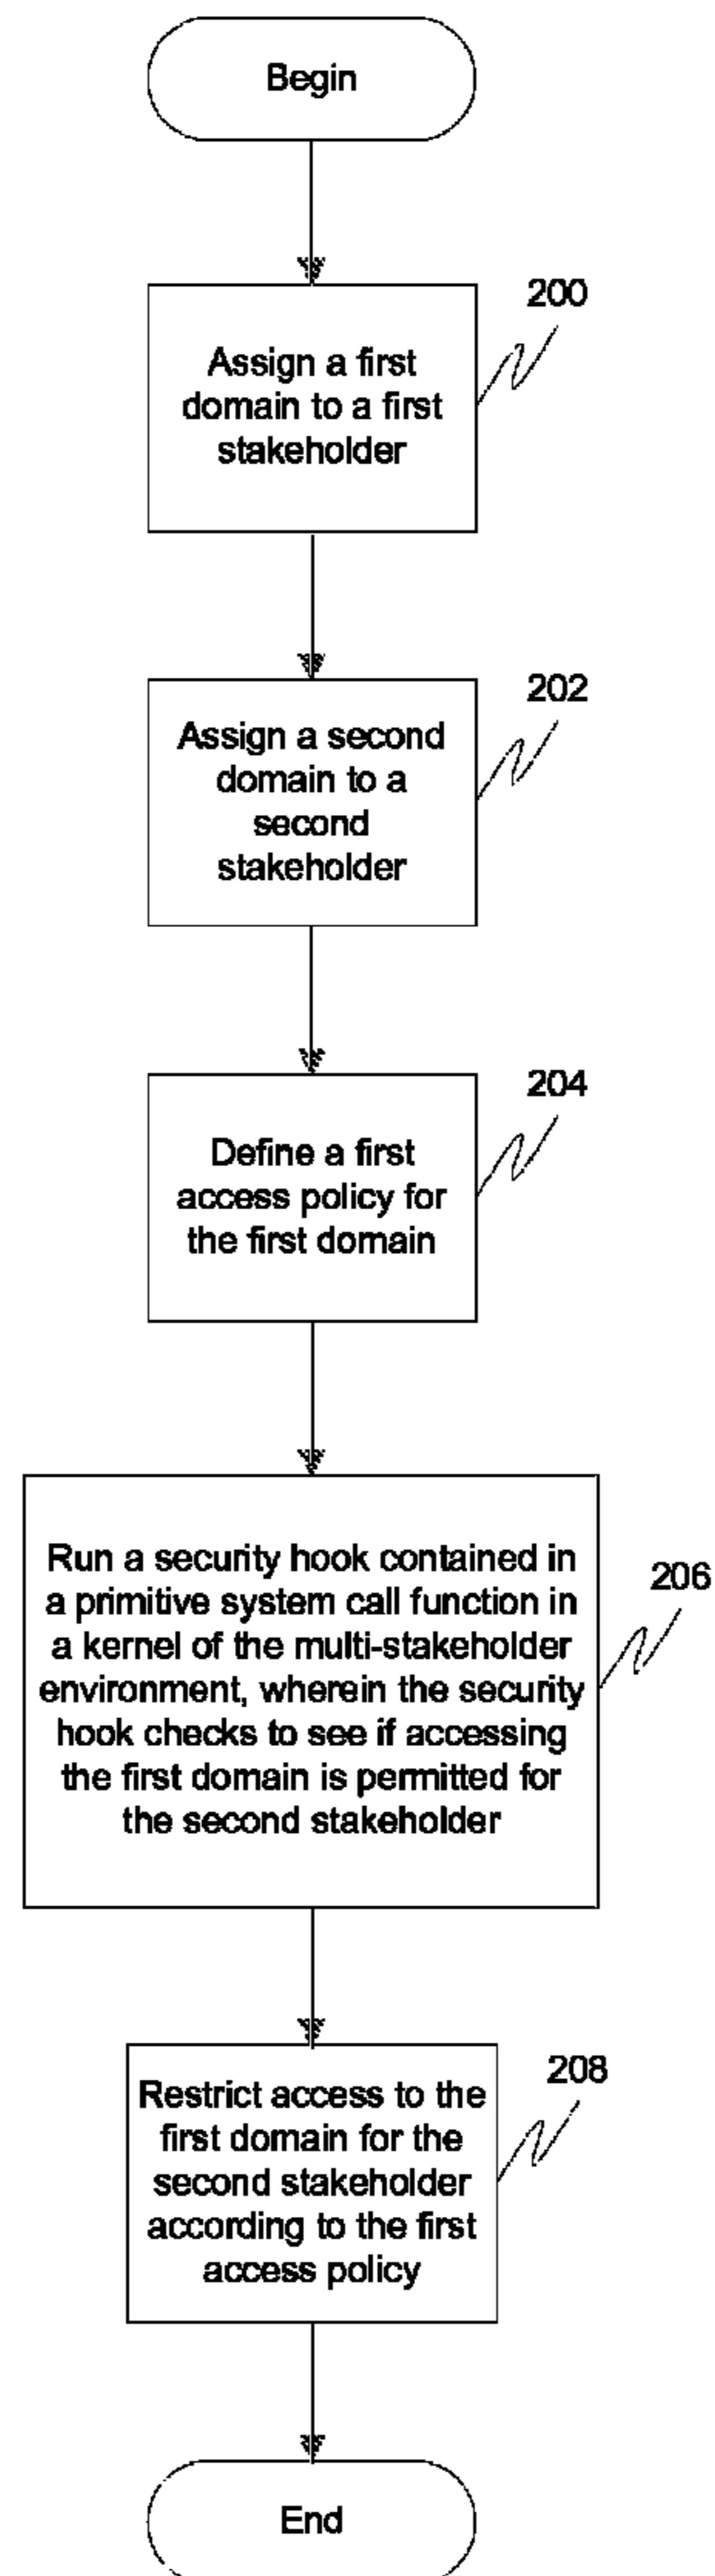 Begin
200
Assign a first
domain to a first
stakeholder
202
Assign a second
domain to a
second
stakeholder
204
Define a first
access policy for
the first domain
206
Run a security hook contained in
a primitive system call function in
a kernel of the multi-stakeholder
environment, wherein the security
hook checks to see if accessing
the first domain is permitted for
the second stakeholder
208
Restrict access to the
first domain for the
second stakeholder
according to the first
access policy
End